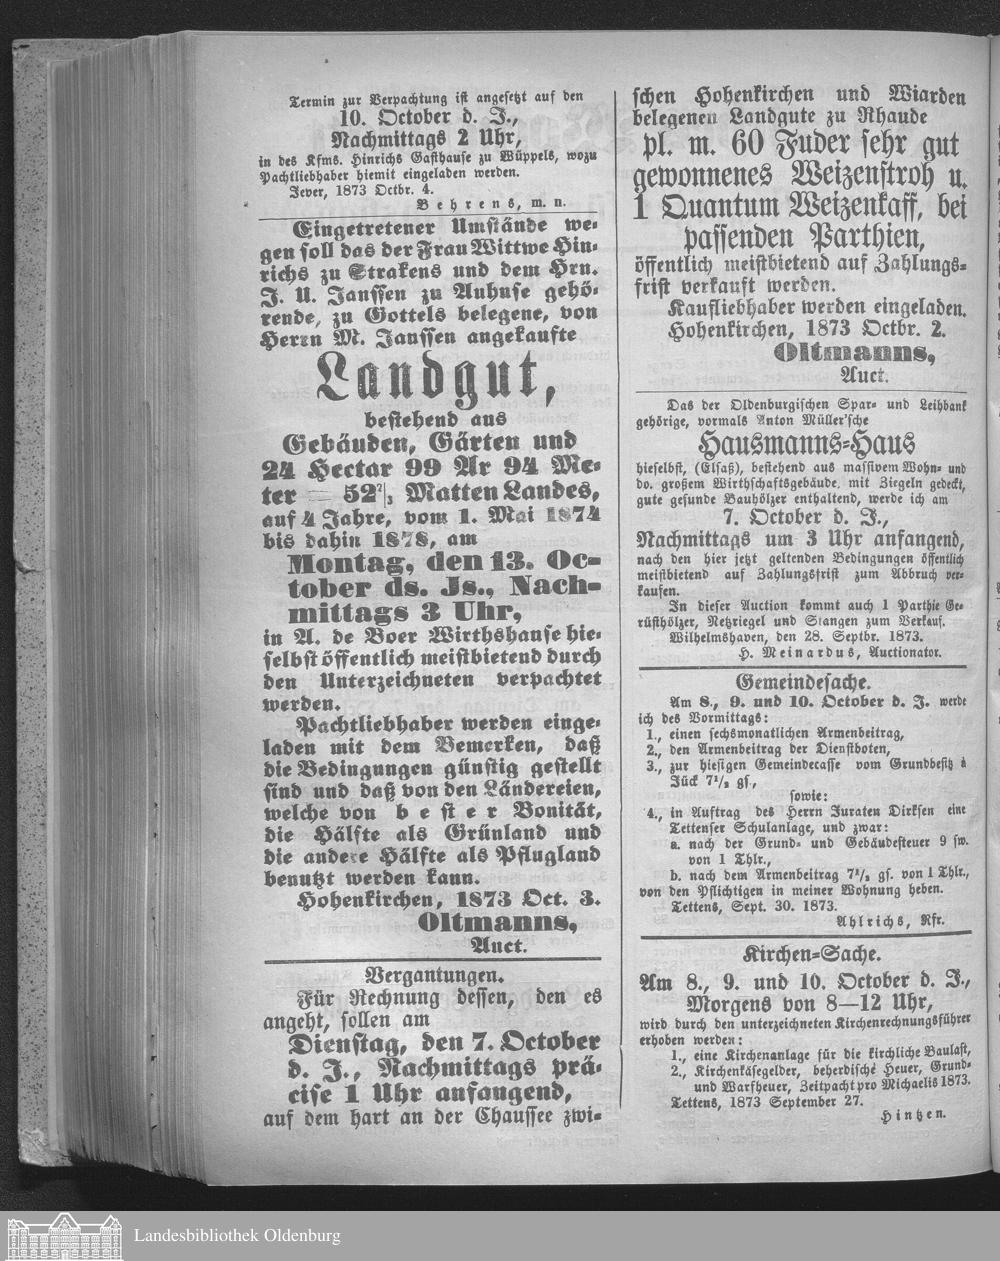 Termin zur Verpachtung ist angesetzt auf den
10. October d. J.,
Nachmittags 2 Uhr,
in des Kfms. Hinrichs Gasthause zu Wüppels, wozu
Pachtliebhaber hiemit eingeladen werden.
Jever, 1873 Octbr. 4.
Behrens, m. n.
Eingetretener Umstände we-
gen soll das der Frau Wittwe Hin-
richs zu Strakens und dem Hrn.
J. U. Janssen zu Auhuse gehö-
rende, zu Gottels belegene, von
Herrn M. Janssen angekaufte
Landgut,
bestehend aus
Gebäuden, Gärten und
24 Hectar 99 Ar 94 Me-
ter = 52²/₃ Matten Landes,
auf 4 Jahre, vom 1. Mai 1874
bis dahin 1878, am
Montag, den 13. Oc-
tober ds. Js., Nach-
mittags 3 Uhr,
in A. de Boer Wirthshause hie-
selbst öffentlich meistbietend durch
den Unterzeichneten verpachtet
werden.
Pachtliebhaber werden einge-
laden mit dem Bemerken, daß
die Bedingungen günstig gestellt
sind und daß von den Ländereien,
welche von bester Bonität,
die Hälfte als Grünland und
die andere Hälfte als Pflugland
benutzt werden kann.
Hohenkirchen, 1873 Oct. 3.
Oltmanns,
Auct.
Vergantungen.
Für Rechnung dessen, den es
angeht, sollen am
Dienstag, den 7. October
d. J., Nachmittags prä-
cise 1 Uhr anfangend,
auf dem hart an der Chaussee zwi-
schen Hohenkirchen und Wiarden
belegenen Landgute zu Rhaude
pl. m. 60 Fuder sehr gut
gewonnenes Weizenstroh u.
1 Quantum Weizenkaff, bei
passenden Parthien,
öffentlich meistbietend auf Zahlungs-
frist verkauft werden.
Kaufliebhaber werden eingeladen.
Hohenkirchen, 1873 Octbr. 2.
Oltmanns,
Auct.
Das der Oldenburgischen Spar- und Leihbank
gehörige, vormals Anton Müller'sche
Hausmanns-Haus
hieselbst, (Elsaß), bestehend aus massivem Wohn- und
do. großem Wirthschaftsgebäude, mit Ziegeln gedeckt,
gute gesunde Bauhölzer enthaltend, werde ich am
7. October d. J.,
Nachmittags um 3 Uhr anfangend,
nach den hier jetzt geltenden Bedingungen öffentlich
meistbietend auf Zahlungsfrist zum Abbruch ver-
kaufen.
In dieser Auction kommt auch 1 Parthie Ge-
rüsthölzer, Netzriegel und Stangen zum Verkauf.
Wilhelmshaven, den 28. Septbr. 1873.
H. Meinardus, Auctionator.
Gemeindesache.
Am 8., 9. und 10. October d. J. werde
ich des Vormittags:
1., einen sechsmonatlichen Armenbeitrag,
2., den Armenbeitrag der Dienstboten,
3., zur hiesigen Gemeindecasse vom Grundbesitz à
Jück 7¹/₂ gs.,
sowie:
4., in Auftrag des Herrn Juraten Dirksen eine
Tettenser Schulanlage, und zwar:
a. nach der Grund- und Gebäudesteuer 9 sw.
von 1 Thlr.,
b. nach dem Armenbeitrag 7¹/₂ gs. von 1 Thlr.,
von den Pflichtigen in meiner Wohnung heben.
Tettens, Sept. 30. 1873.
Ahlrichs, Rfr.
Kirchen-Sache.
Am 8., 9. und 10. October d. J.,
Morgens von 8—12 Uhr,
wird durch den unterzeichneten Kirchenrechnungsführer
erhoben werden:
1., eine Kirchenanlage für die kirchliche Baulast,
2., Kirchenkäsegelder, beherdische Heuer, Grund-
und Warfheuer, Zeitpacht pro Michaelis 1873.
Tettens, 1873 September 27.
Hintzen.
Landesbibliothek Oldenburg